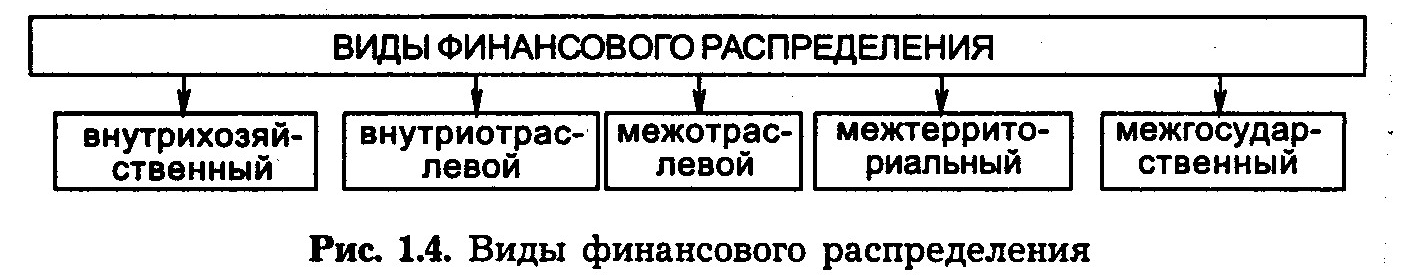 ВИДЫ ФИНАНСОВОГО РАСПРЕДЕЛЕНИЯ
внутрихозяй-
ственный
внутриотрас-
левой
межотрас-
левой
межтеррито-
риальный
межгосудар-
ственный
Рис. 1.4. Виды финансового распределения